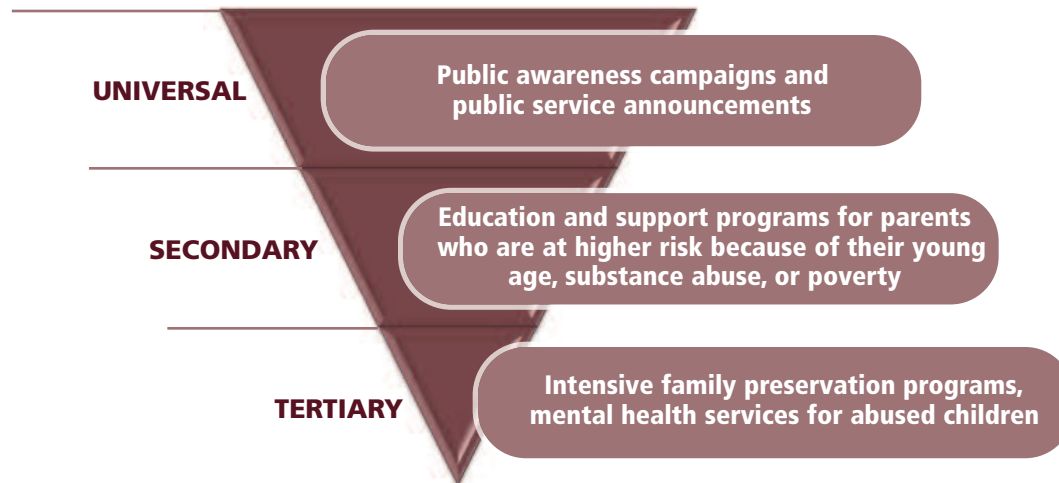 UNIVERSAL
Public awareness campaigns and
public service announcements
SECONDARY
Education and support programs for parents
who are at higher risk because of their young
age, substance abuse, or poverty
TERTIARY
Intensive family preservation programs,
mental health services for abused children